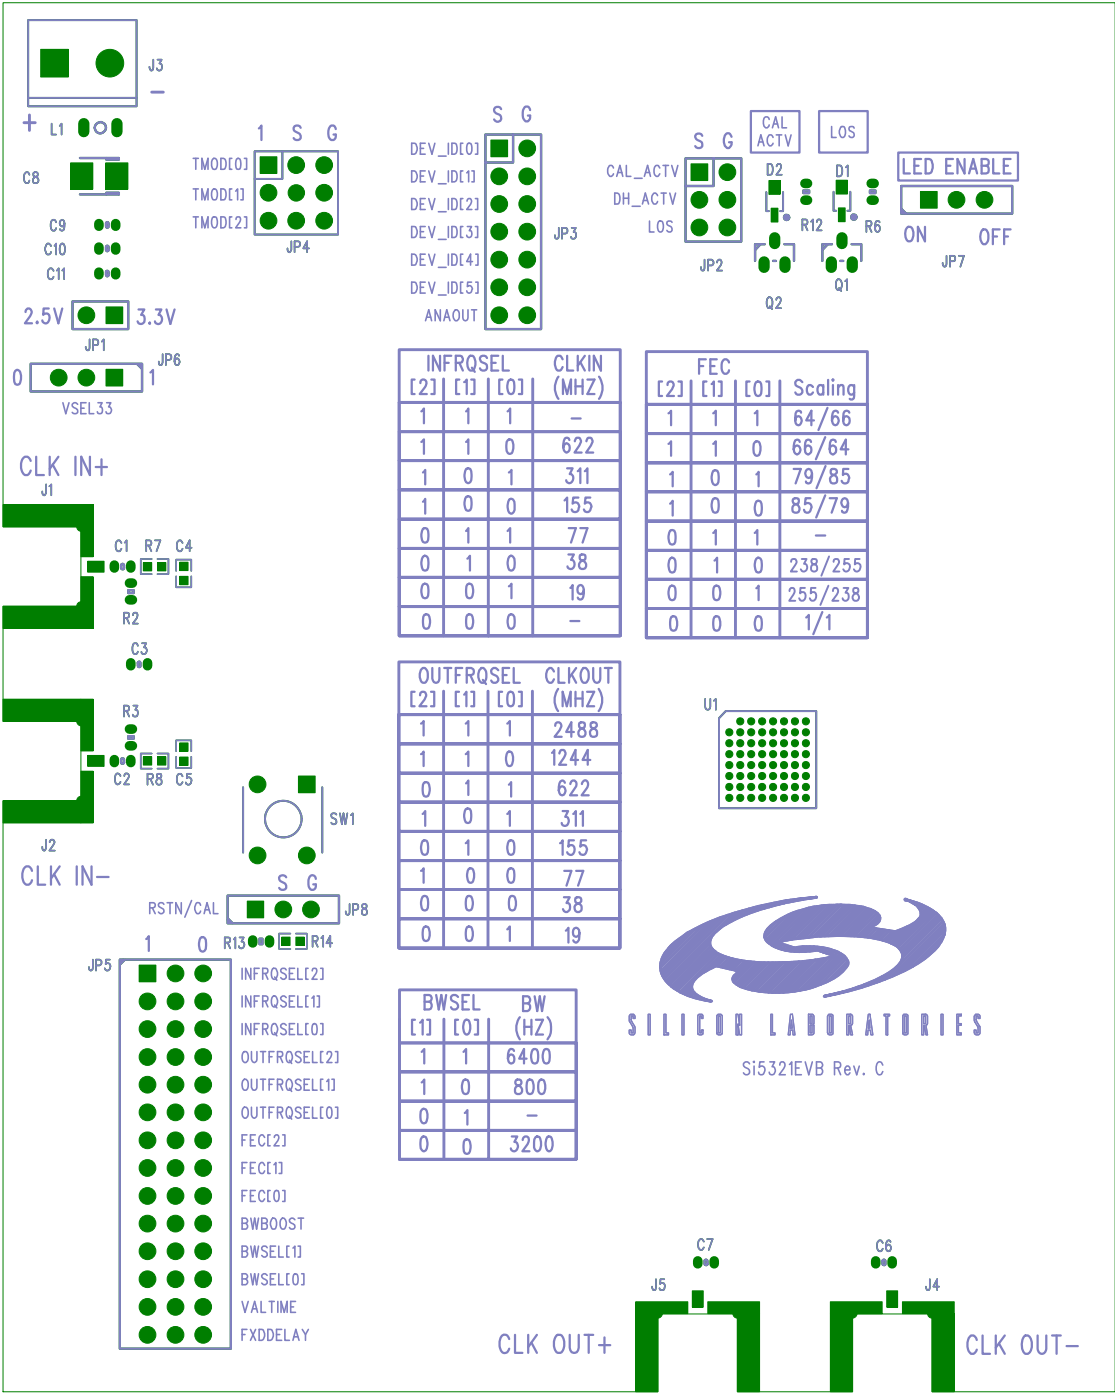 J3
-
+
L1
C8
C9
C10
C11
2.5V 3.3V
JP1
JP6
0 1
VSEL33
1 S G
TMOD[0]
TMOD[1]
TMOD[2]
JP4
S G
DEV_ID[0]
DEV_ID[1]
DEV_ID[2]
DEV_ID[3]
DEV_ID[4]
DEV_ID[5]
ANAOUT
JP3
S G
CAL_ACTV
DH_ACTV
LOS
JP2
CAL
ACTV
LOS
D2 D1
R12 R6
Q2 Q1
LED ENABLE
ON OFF
JP7
INFRQSEL CLKIN
[2] [1] [0] (MHZ)
1 1 1 -
1 1 0 622
1 0 1 311
1 0 0 155
0 1 1 77
0 1 0 38
0 0 1 19
0 0 0 -
FEC
[2] [1] [0] Scaling
1 1 1 64/66
1 1 0 66/64
1 0 1 79/85
1 0 0 85/79
0 1 1 -
0 1 0 238/255
0 0 1 255/238
0 0 0 1/1
CLK IN+
J1
C1 R7 C4
R2
C3
R3
C2 R8 C5
J2
CLK IN-
OUTFRQSEL CLKOUT
[2] [1] [0] (MHZ)
1 1 1 2488
1 1 0 1244
0 1 1 622
1 0 1 311
0 1 0 155
1 0 0 77
0 0 0 38
0 0 1 19
U1
SW1
S G
RSTN/CAL
JP8
R13 R14
1 0
JP5
INFRQSEL[2]
INFRQSEL[1]
INFRQSEL[0]
OUTFRQSEL[2]
OUTFRQSEL[1]
OUTFRQSEL[0]
FEC[2]
FEC[1]
FEC[0]
BWBOOST
BWSEL[1]
BWSEL[0]
VALTIME
FXDDELAY
BWSEL BW
[1] [0] (HZ)
1 1 6400
1 0 800
0 1 -
0 0 3200
SILICON LABORATORIES
Si5321EVB Rev. C
C7 C6
J5 J4
CLK OUT+ CLK OUT-